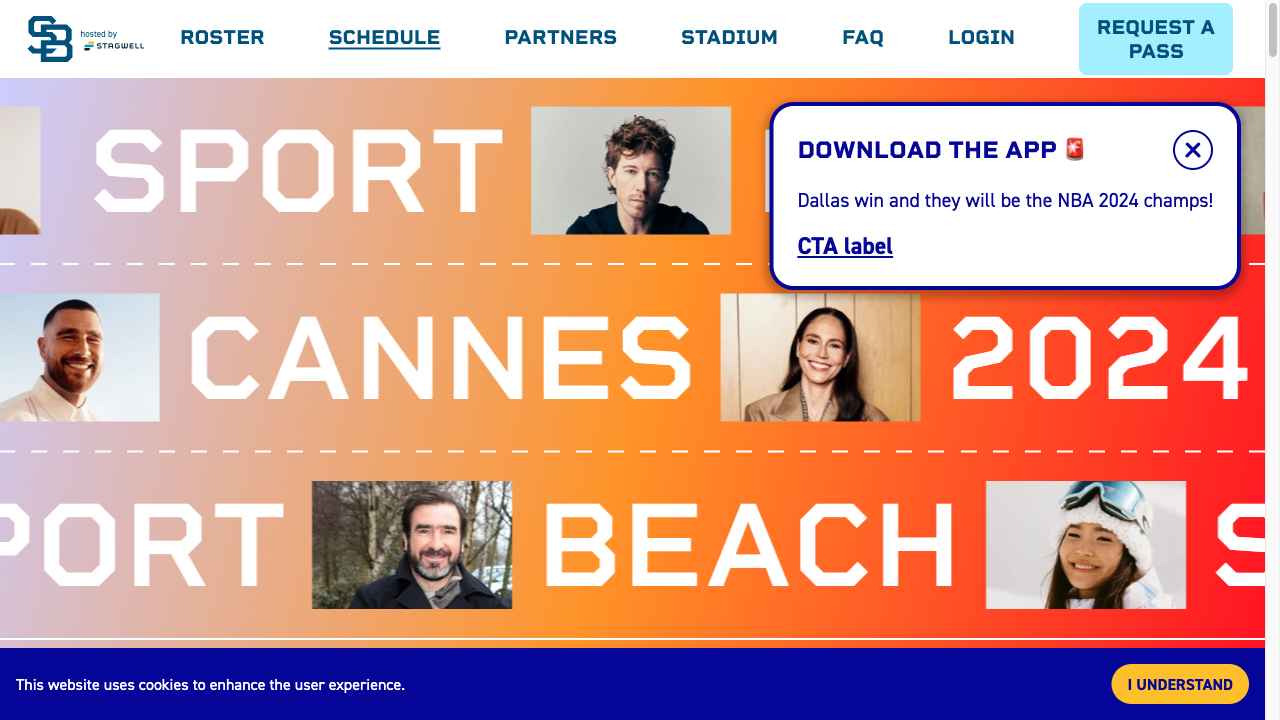 SB
hosted by
STAGWELL
ROSTER
SCHEDULE
PARTNERS
STADIUM
FAQ
LOGIN
REQUEST A
PASS
SPORT
DOWNLOAD THE APP 🚨
Dallas win and they will be the NBA 2024 champs!
CTA label
CANNES
2024
PORT
BEACH
S
This website uses cookies to enhance the user experience.
I UNDERSTAND